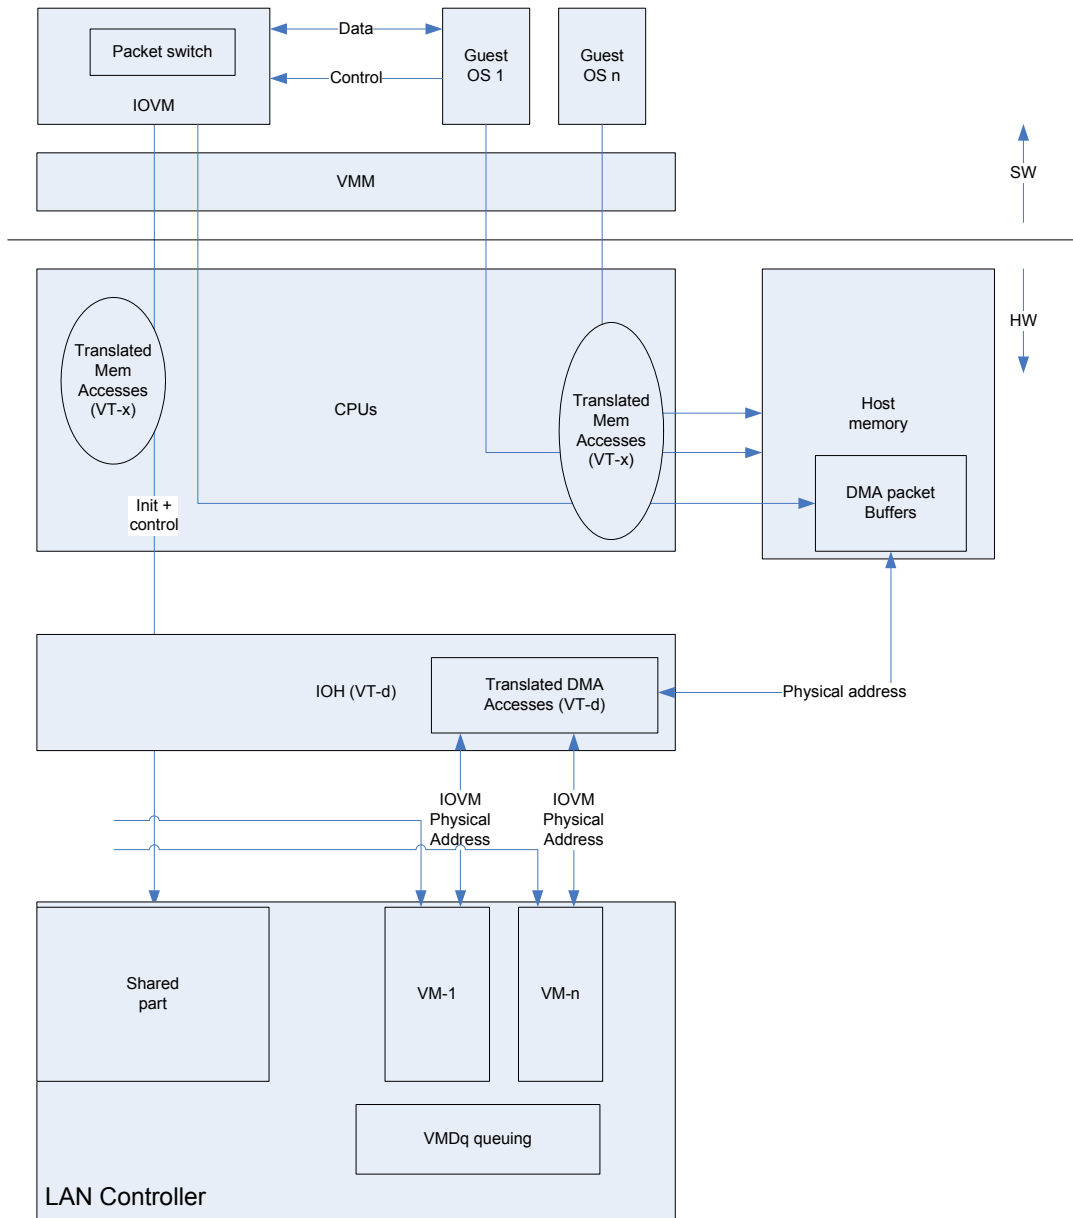 Packet switch
IOVM
Data
Control
Guest
OS 1
Guest
OS n
VMM
SW
HW
Translated
Mem
Accesses
(VT-x)
CPUs
Translated
Mem
Accesses
(VT-x)
Host
memory
DMA packet
Buffers
Init +
control
IOH (VT-d)
Translated DMA
Accesses (VT-d)
Physical address
IOVM
Physical
Address
IOVM
Physical
Address
Shared
part
VM-1
VM-n
VMDq queuing
LAN Controller